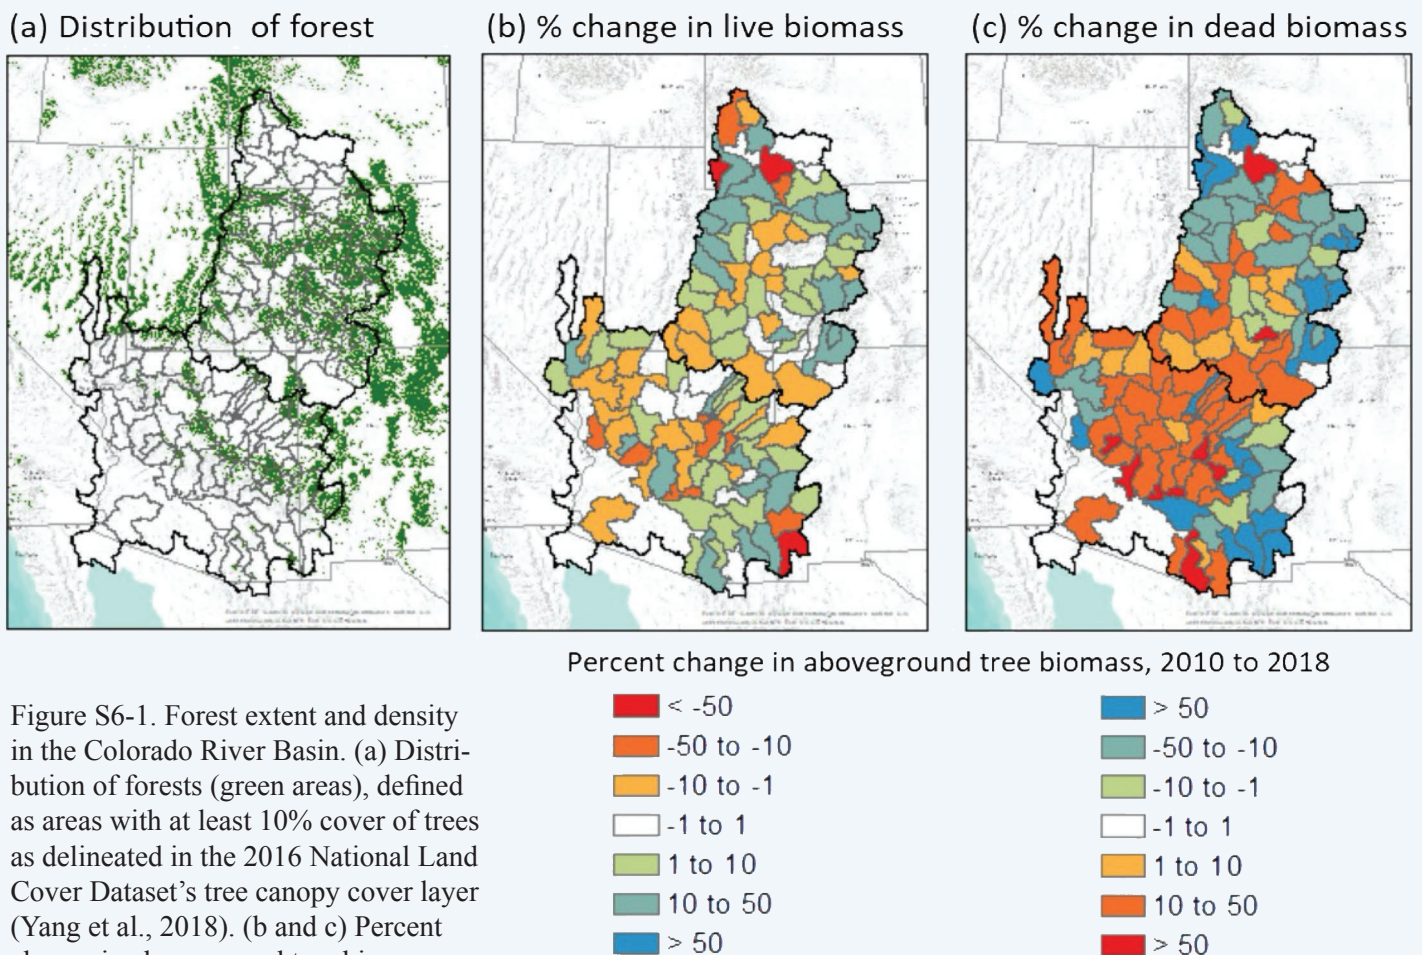 (a) Distribution of forest
(b) % change in live biomass
(c) % change in dead biomass
Percent change in aboveground tree biomass, 2010 to 2018
< -50
-50 to -10
-10 to -1
-1 to 1
1 to 10
10 to 50
> 50
> 50
-50 to -10
-10 to -1
-1 to 1
1 to 10
10 to 50
> 50
Figure S6-1. Forest extent and density
in the Colorado River Basin. (a) Distri-
bution of forests (green areas), defined
as areas with at least 10% cover of trees
as delineated in the 2016 National Land
Cover Dataset's tree canopy cover layer
(Yang et al., 2018). (b and c) Percent